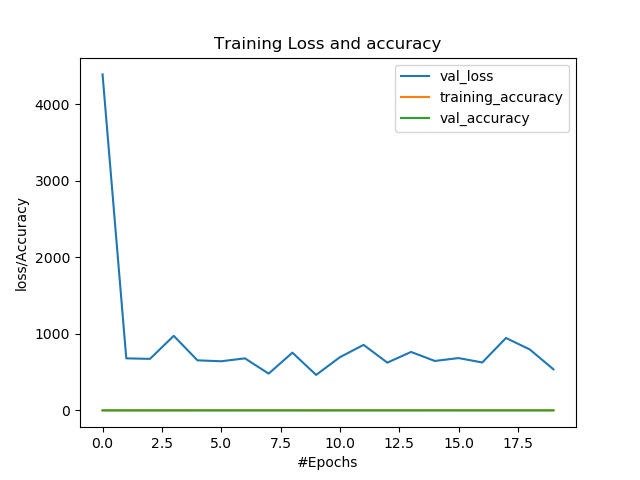 Training Loss and accuracy
val_loss
training_accuracy
val_accuracy
loss/Accuracy
4000
3000
2000
1000
0
0.0 2.5 5.0 7.5 10.0 12.5 15.0 17.5
#Epochs